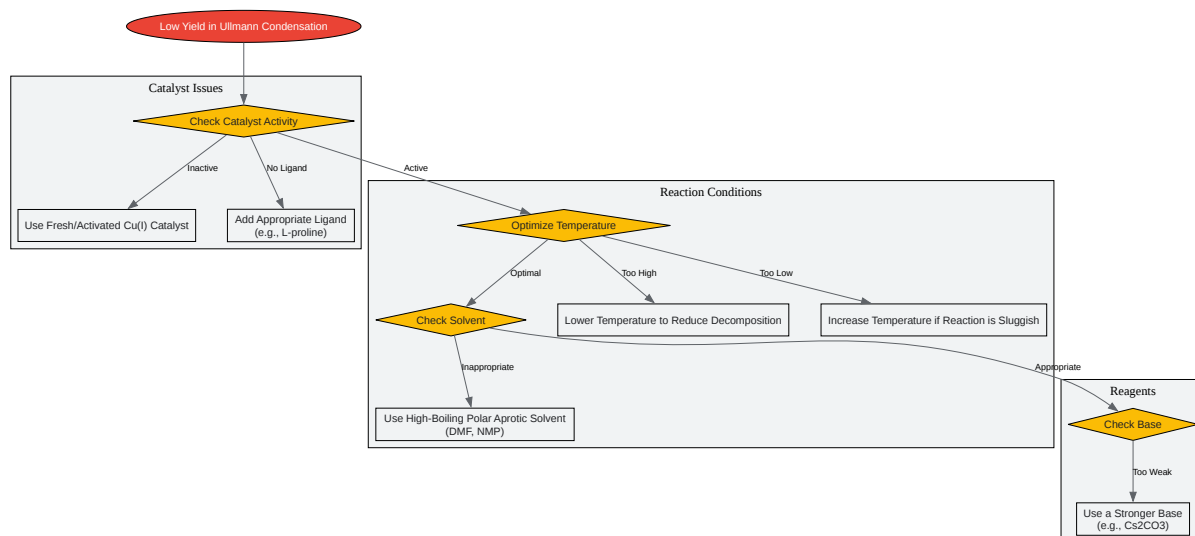 Low Yield in Ullmann Condensation
Catalyst Issues
Check Catalyst Activity
Inactive
No Ligand
Active
Use Fresh/Activated Cu(I) Catalyst
Add Appropriate Ligand
(e.g., L-proline)
Reaction Conditions
Optimize Temperature
Optimal
Too High
Too Low
Check Solvent
Lower Temperature to Reduce Decomposition
Increase Temperature if Reaction is Sluggish
Inappropriate
Appropriate
Use High-Boiling Polar Aprotic Solvent
(DMF, NMP)
Reagents
Check Base
Too Weak
Use a Stronger Base
(e.g., Cs2CO3)